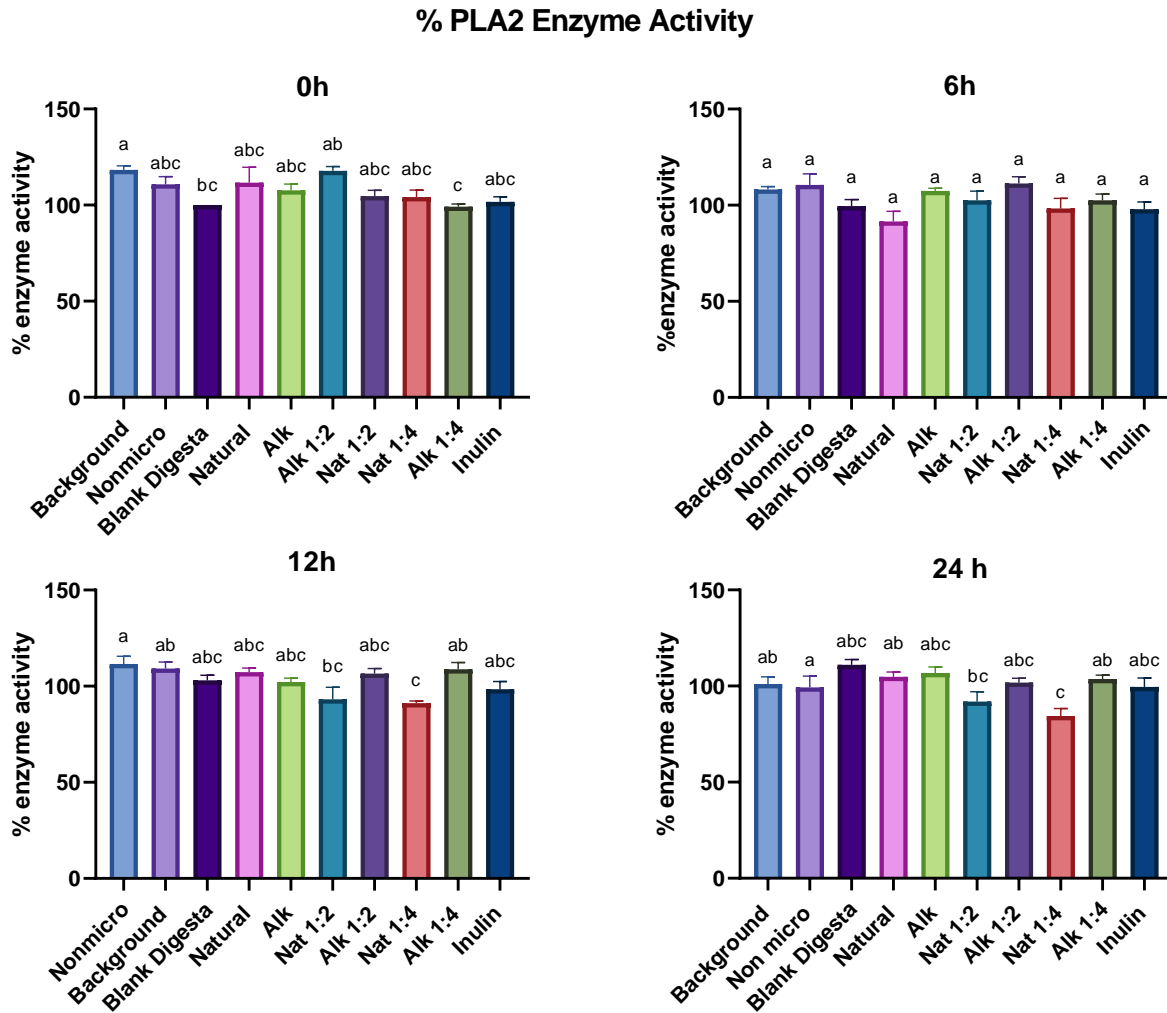 % PLA2 Enzyme Activity
0h
% enzyme activity
150
100
50
0
a abc bc abc abc ab abc abc c abc
Background Nonmicro Blank Digesta Natural Alk Alk 1:2 Nat 1:2 Nat 1:4 Alk 1:4 Inulin
6h
%enzyme activity
150
100
50
0
a a a a a a a a a a
Background Nonmicro Blank Digesta Natural Alk Nat 1:2 Alk 1:2 Nat 1:4 Alk 1:4 Inulin
12h
% enzyme activity
150
100
50
0
a ab abc abc abc bc abc c ab abc
Nonmicro Background Blank Digesta Natural Alk Nat 1:2 Alk 1:2 Nat 1:4 Alk 1:4 Inulin
24 h
% enzyme activity
150
100
50
0
ab a abc ab abc bc abc c ab abc
Background Non micro Blank Digesta Natural Alk Nat 1:2 Alk 1:2 Nat 1:4 Alk 1:4 Inulin